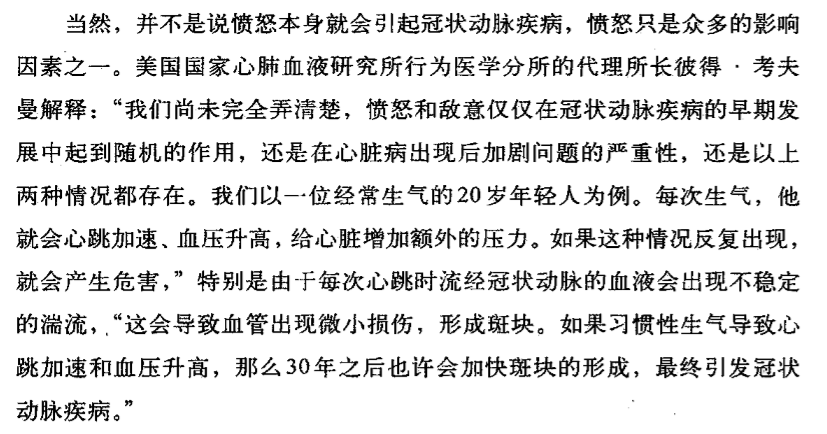 当然，并不是说愤怒本身就会引起冠状动脉疾病，愤怒只是众多的影响
因素之一。美国国家心肺血液研究所行为医学分所的代理所长彼得·考夫
曼解释：“我们尚未完全弄清楚，愤怒和敌意仅仅在冠状动脉疾病的早期发
展中起到随机的作用，还是在心脏病出现后加剧问题的严重性，还是以上
两种情况都存在。我们以一位经常生气的20岁年轻人为例。每次生气，他
就会心跳加速、血压升高，给心脏增加额外的压力。如果这种情况反复出现，
就会产生危害，”特别是由于每次心跳时流经冠状动脉的血液会出现不稳定
的湍流，“这会导致血管出现微小损伤，形成斑块。如果习惯性生气导致心
跳加速和血压升高，那么30年之后也许会加快斑块的形成，最终引发冠状
动脉疾病。”